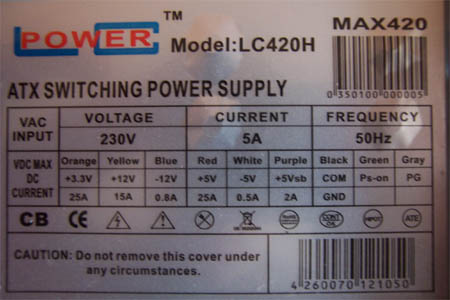 LC POWER TM
Model:LC420H
MAX420
0 350100 000005
ATX SWITCHING POWER SUPPLY
VAC INPUT VOLTAGE CURRENT FREQUENCY
230V 5A 50Hz
VDC MAX DC CURRENT Orange Yellow Blue Red White Purple Black Green Gray
+3.3V +12V -12V +5V -5V +5Vsb COM Ps-on PG
25A 15A 0.8A 25A 0.5A 2A GND
CB CE
CAUTION: Do not remove this cover under
any circumstances.
4 260070 121050